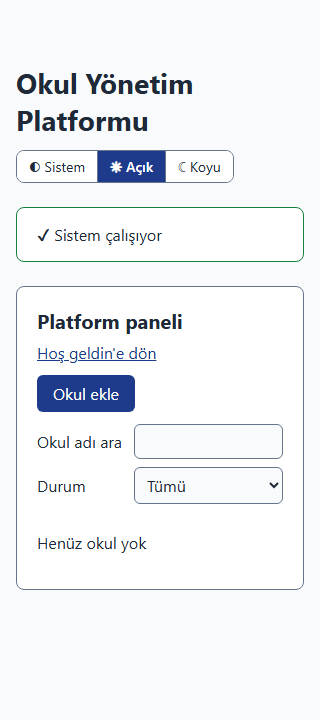 Okul Yönetim
Platformu
◐ Sistem ☀ Açık ☾ Koyu
✓ Sistem çalışıyor
Platform paneli
Hoş geldin'e dön
Okul ekle
Okul adı ara
Durum Tümü
Henüz okul yok